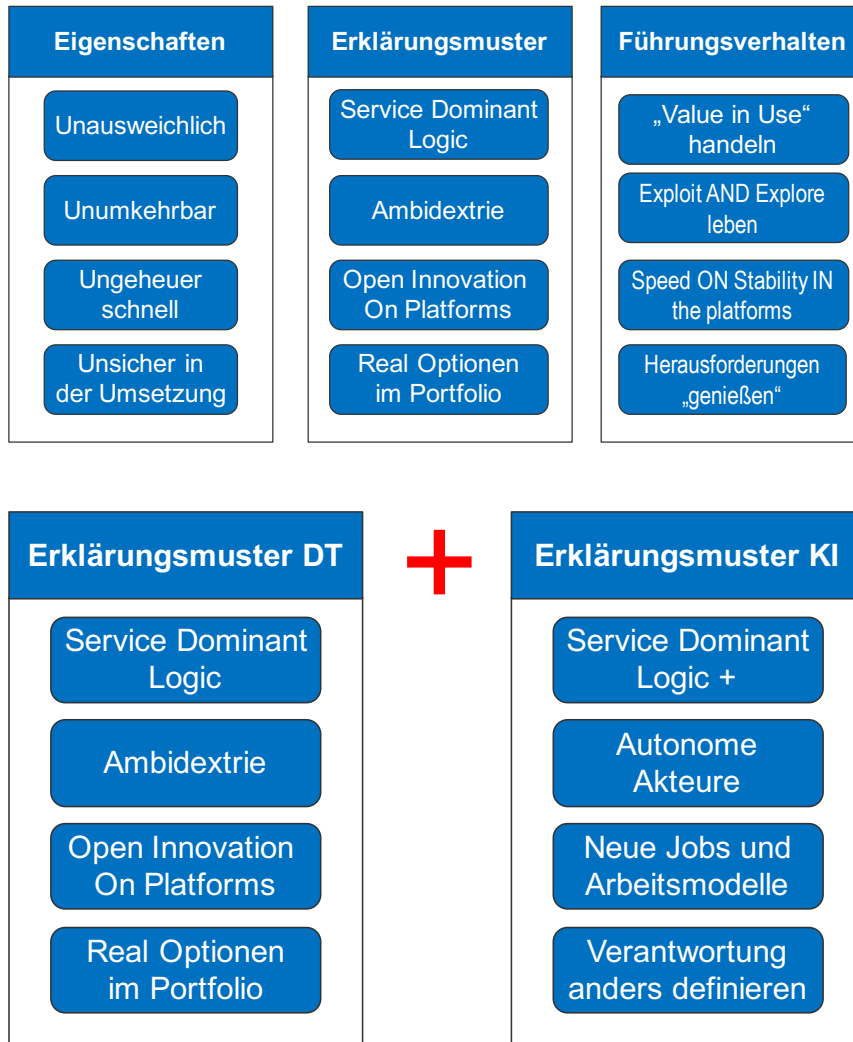 Eigenschaften
Unausweichlich
Unumkehrbar
Ungeheuer
schnell
Unsicher in
der Umsetzung
Erklärungsmuster
Service Dominant
Logic
Ambidextrie
Open Innovation
On Platforms
Real Optionen
im Portfolio
Führungsverhalten
„Value in Use“
handeln
Exploit AND Explore
leben
Speed ON Stability IN
the platforms
Herausforderungen
„genießen“
Erklärungsmuster DT
Service Dominant
Logic
Ambidextrie
Open Innovation
On Platforms
Real Optionen
im Portfolio
+
Erklärungsmuster KI
Service Dominant
Logic +
Autonome
Akteure
Neue Jobs und
Arbeitsmodelle
Verantwortung
anders definieren